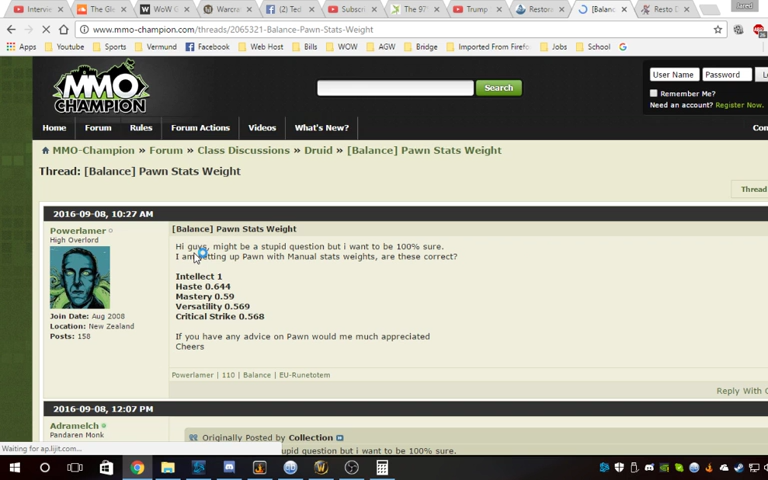 Intervie
The Glo
WoW G
Warcra
(2) Ted
Subscri
The 97
Trump
Restora
[Balanc
Resto D
Jared
www.mmo-champion.com/threads/2065321-Balance-Pawn-Stats-Weight
Apps
Youtube
Sports
Vermund
Facebook
Web Host
Bills
WOW
AGW
Bridge
Imported From Firefo
Jobs
School
MMO
CHAMPION
Search
User Name
Password
Remember Me?
Need an account? Register Now.
Home
Forum
Rules
Forum Actions
Videos
What's New?
MMO-Champion » Forum » Class Discussions » Druid » [Balance] Pawn Stats Weight
Thread: [Balance] Pawn Stats Weight
Thread
2016-09-08, 10:27 AM
Powerlamer
High Overlord
Join Date: Aug 2008
Location: New Zealand
Posts: 158
[Balance] Pawn Stats Weight
Hi guys, might be a stupid question but i want to be 100% sure.
I am setting up Pawn with Manual stats weights, are these correct?
Intellect 1
Haste 0.644
Mastery 0.59
Versatility 0.569
Critical Strike 0.568
If you have any advice on Pawn would me much appreciated
Cheers
Powerlamer | 110 | Balance | EU-Runetotem
Reply With
2016-09-08, 12:07 PM
Adramelch
Pandaren Monk
Originally Posted by Collection
upid question but i want to be 100% sure.
Waiting for ap.lijit.com...